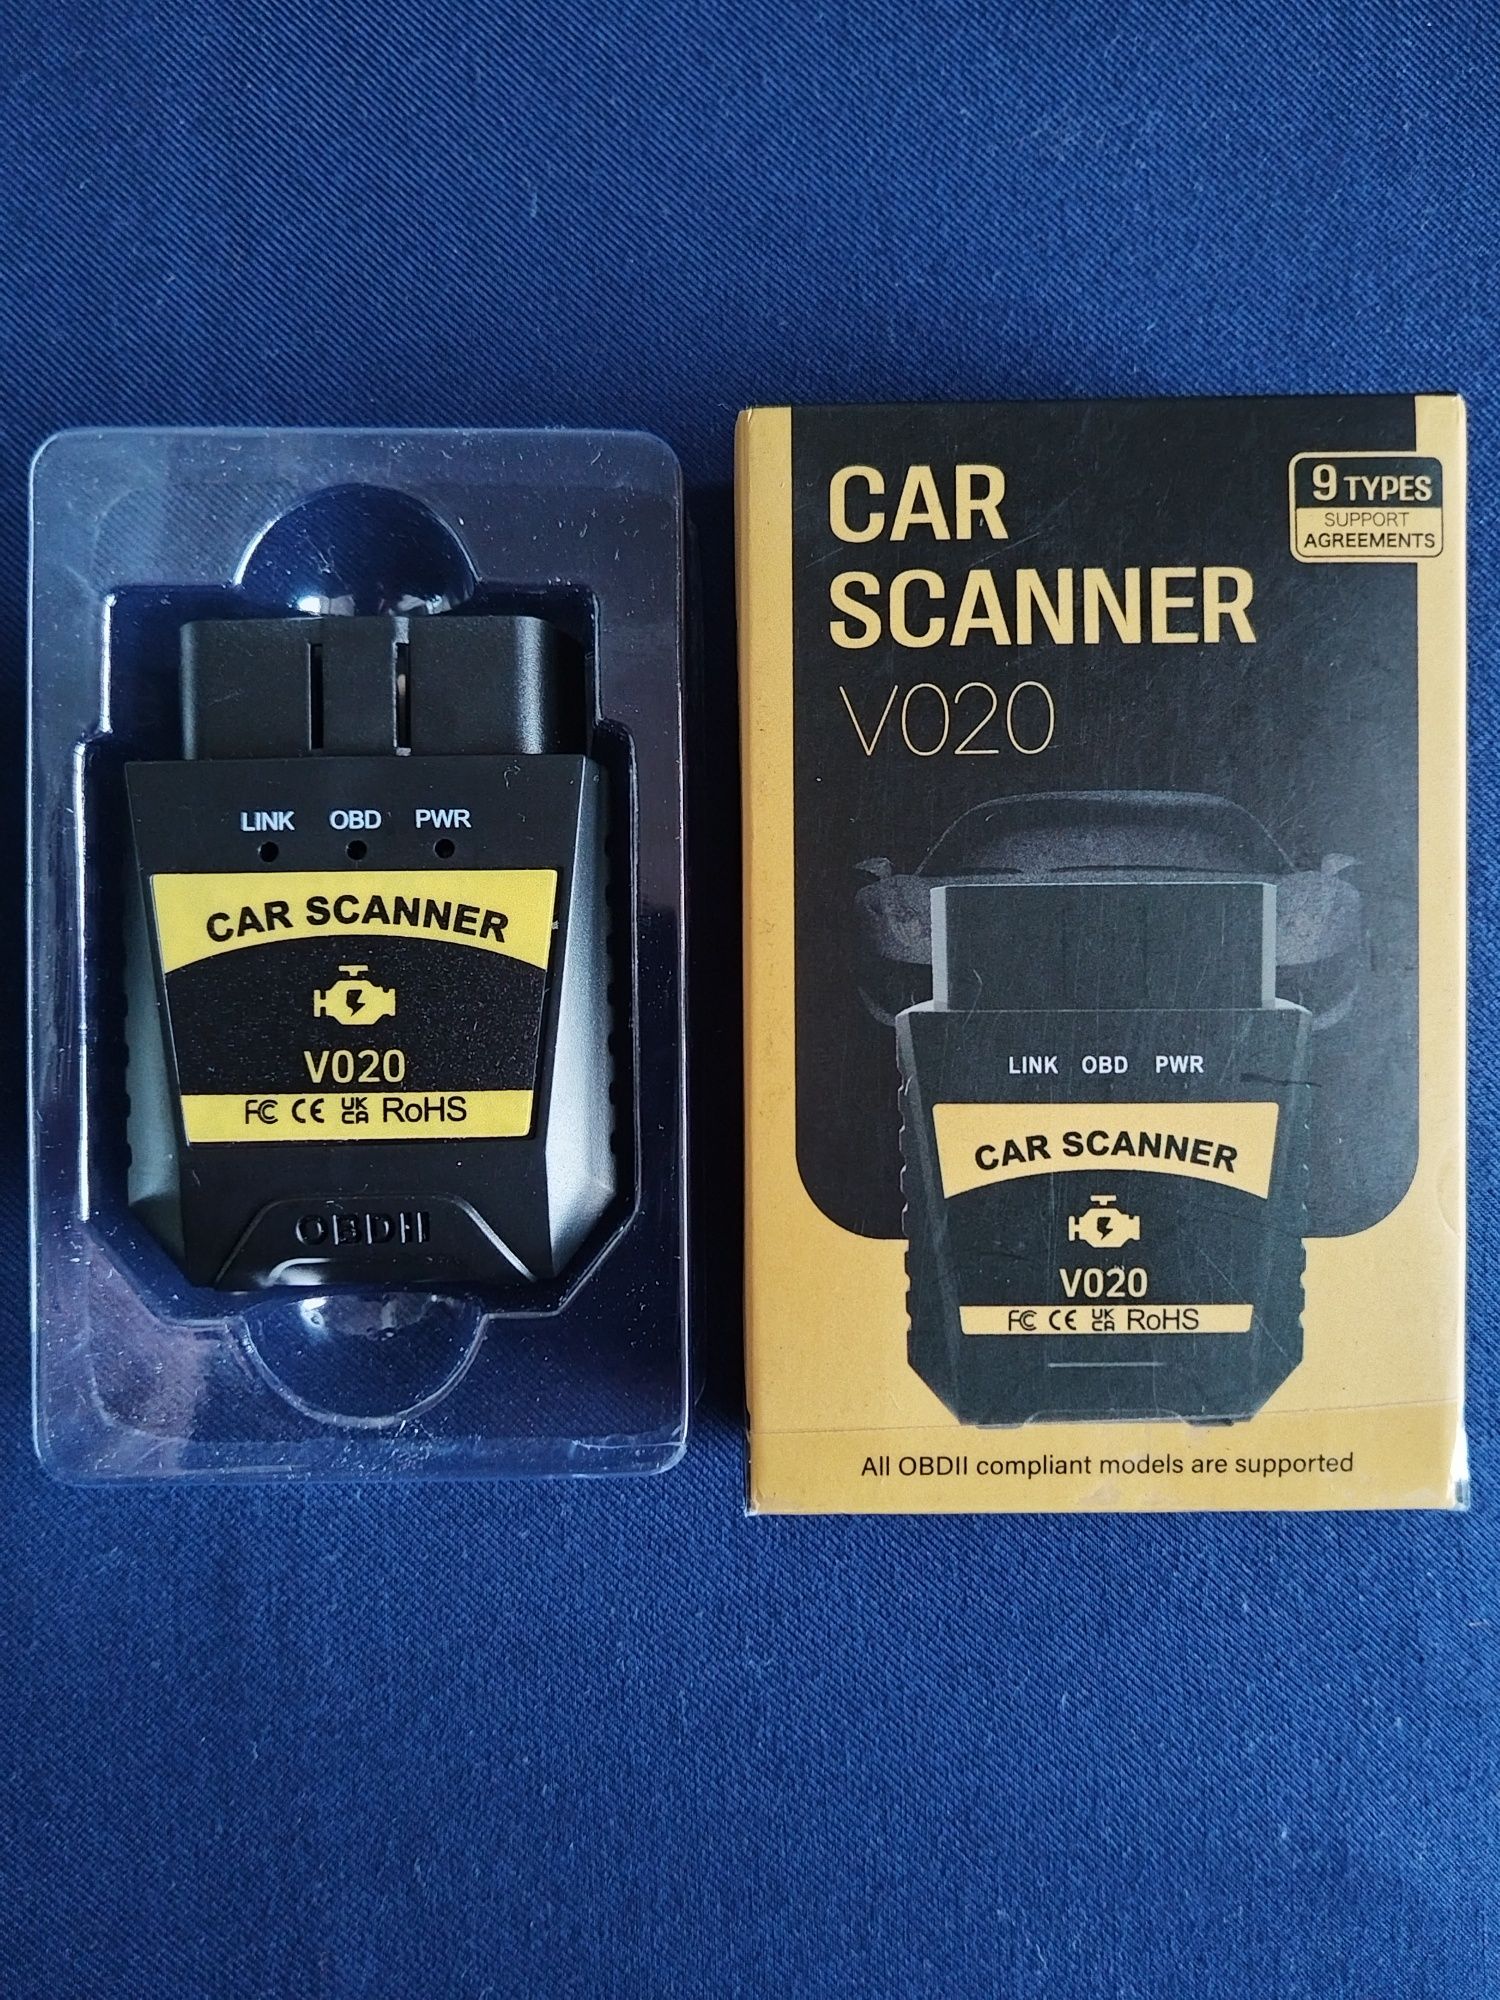 LINK OBD PWR
CAR SCANNER
V020
FC CE UK CA RoHS
OBDII
CAR
SCANNER
V020
9 TYPES
SUPPORT
AGREEMENTS
LINK OBD PWR
CAR SCANNER
V020
FC CE UK CA RoHS
All OBDII compliant models are supported